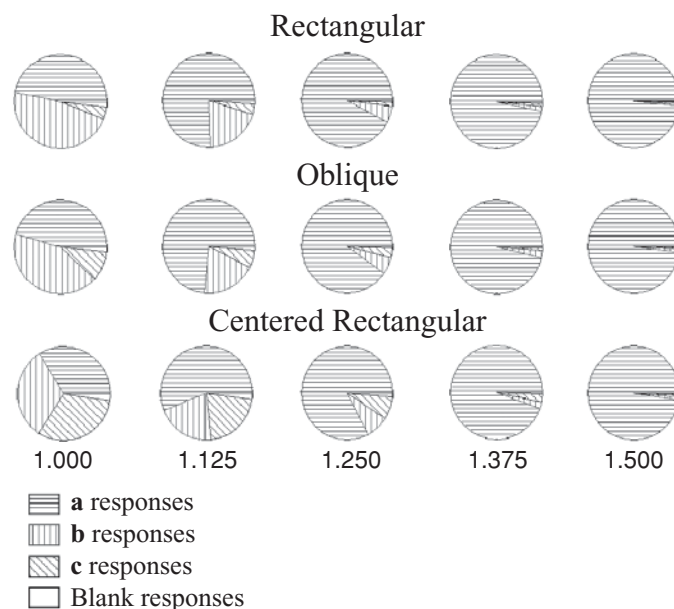 Rectangular
Oblique
Centered Rectangular
1.000 1.125 1.250 1.375 1.500
a responses
b responses
c responses
Blank responses